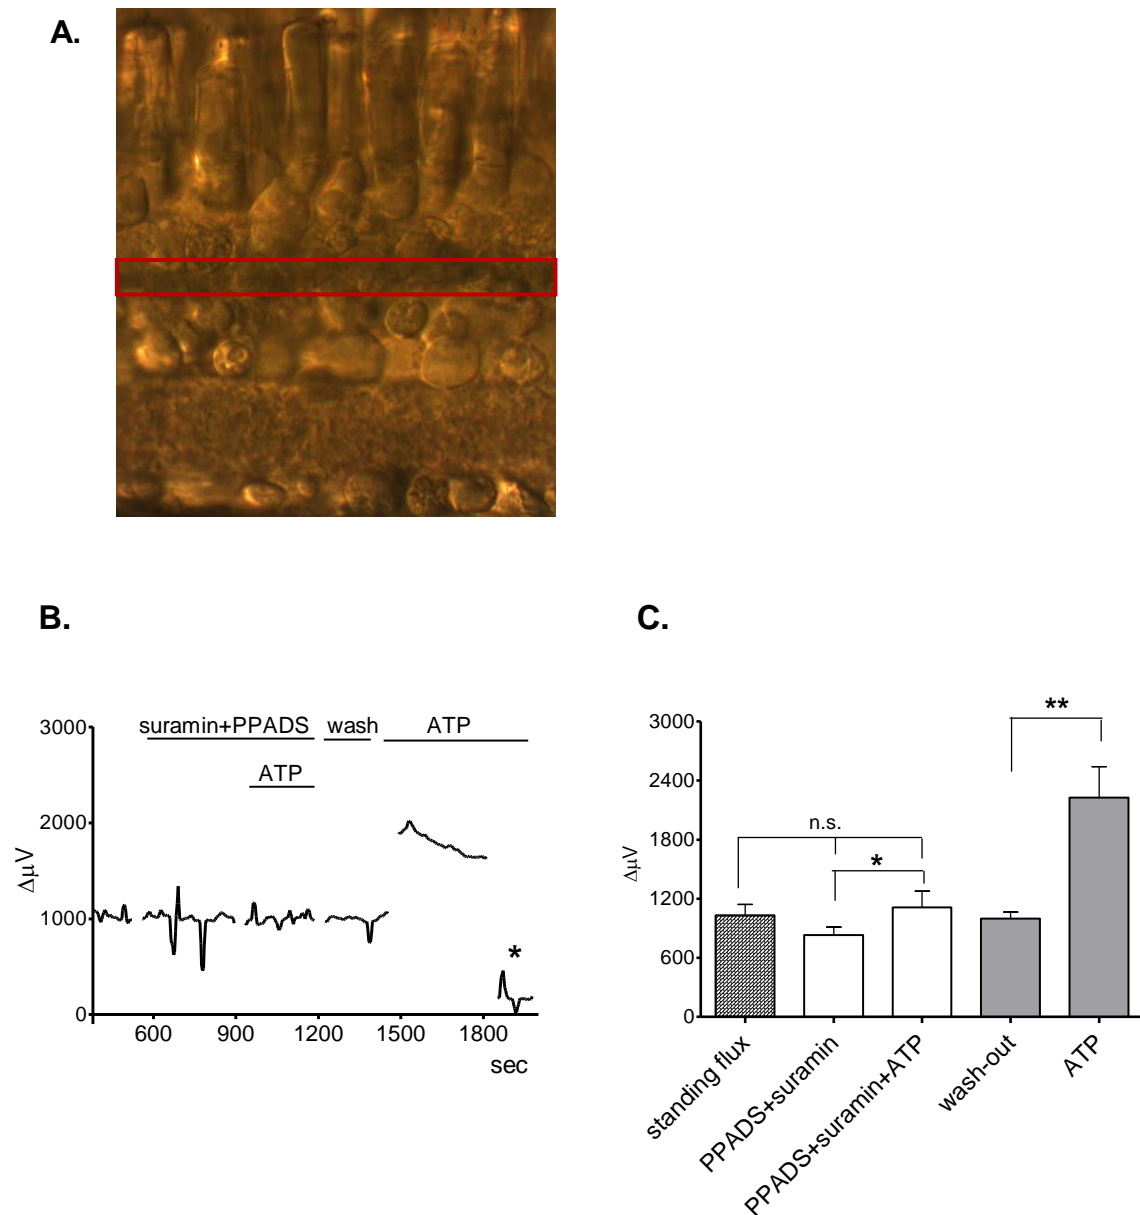 A.
B.
C.
suramin+PPADS wash ATP
ATP
3000
2000
1000
0
ΔµV
600 900 1200 1500 1800
sec
*
3000
2400
1800
1200
600
0
ΔµV
n.s.
*
**
standing flux
PPADS+suramin
PPADS+suramin+ATP
wash-out
ATP